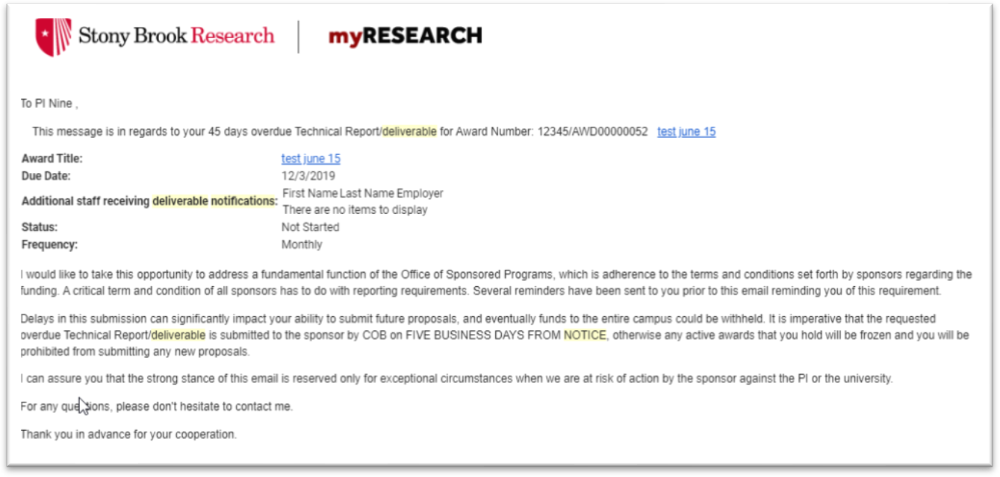 Stony Brook Research | myRESEARCH
To PI Nine ,
This message is in regards to your 45 days overdue Technical Report/deliverable for Award Number: 12345/AWD00000052 test june 15
Award Title: test june 15
Due Date: 12/3/2019
Additional staff receiving deliverable notifications: First Name Last Name Employer
There are no items to display
Status: Not Started
Frequency: Monthly
I would like to take this opportunity to address a fundamental function of the Office of Sponsored Programs, which is adherence to the terms and conditions set forth by sponsors regarding the
funding. A critical term and condition of all sponsors has to do with reporting requirements. Several reminders have been sent to you prior to this email reminding you of this requirement.
Delays in this submission can significantly impact your ability to submit future proposals, and eventually funds to the entire campus could be withheld. It is imperative that the requested
overdue Technical Report/deliverable is submitted to the sponsor by COB on FIVE BUSINESS DAYS FROM NOTICE, otherwise any active awards that you hold will be frozen and you will be
prohibited from submitting any new proposals.
I can assure you that the strong stance of this email is reserved only for exceptional circumstances when we are at risk of action by the sponsor against the PI or the university.
For any questions, please don't hesitate to contact me.
Thank you in advance for your cooperation.